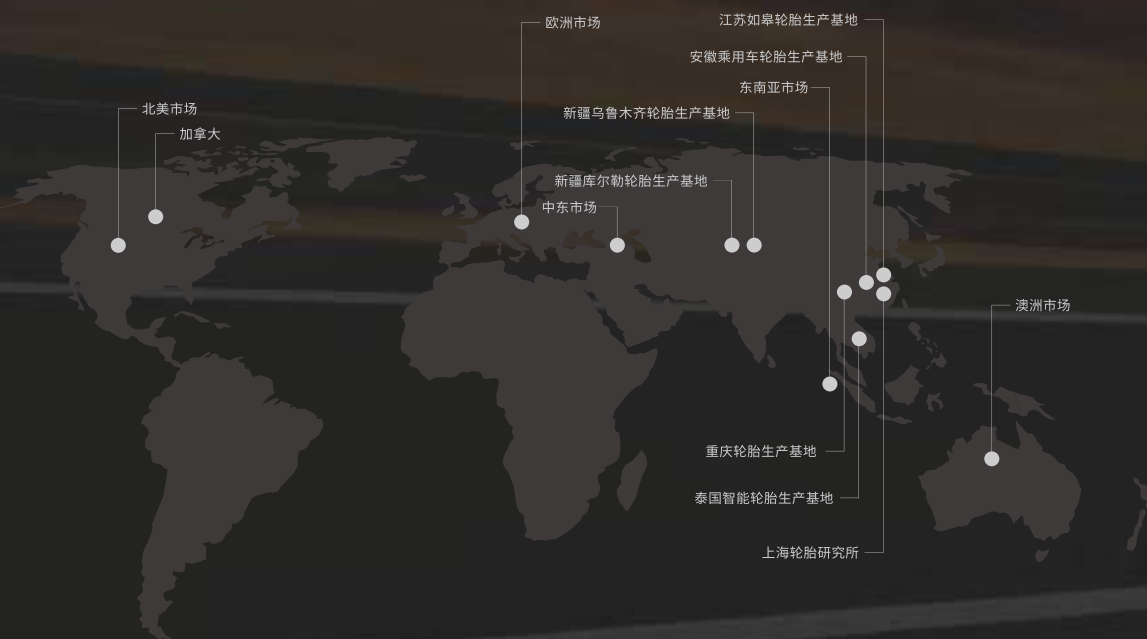 江苏如皋轮胎生产基地
欧洲市场
安徽乘用车轮胎生产基地
东南亚市场
北美市场
新疆乌鲁木齐轮胎生产基地
加拿大
新疆库尔勒轮胎生产基地
中东市场
澳洲市场
重庆轮胎生产基地
泰国智能轮胎生产基地
上海轮胎研究所